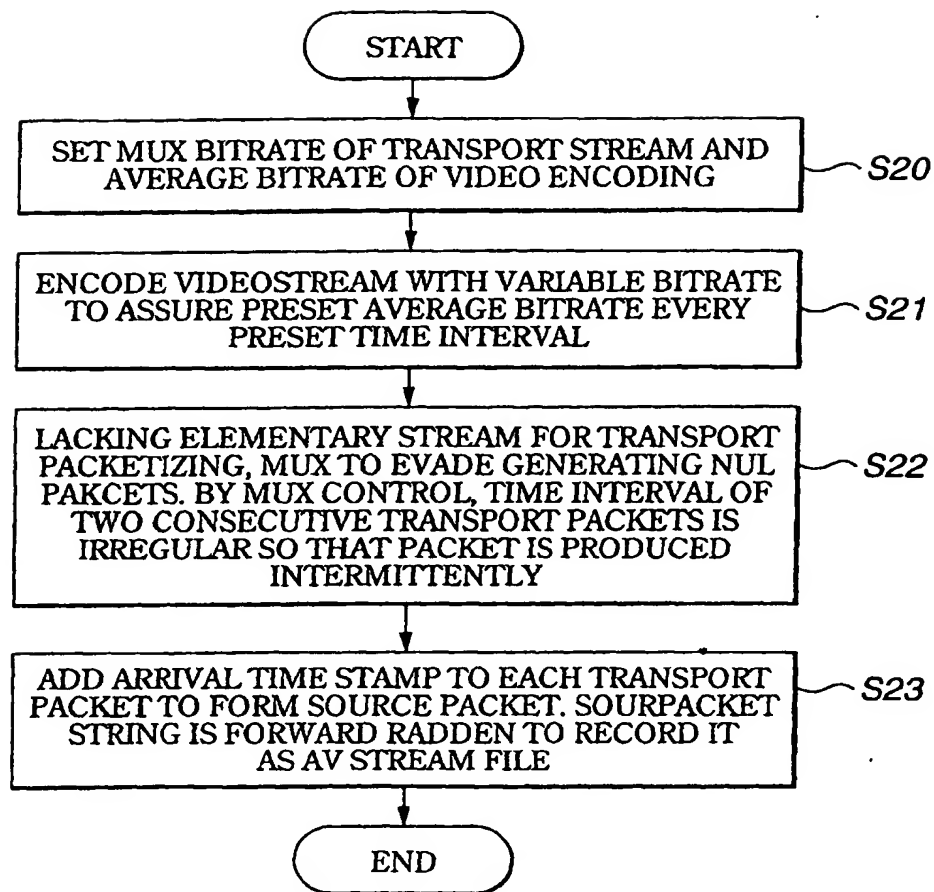 START
SET MUX BITRATE OF TRANSPORT STREAM AND
AVERAGE BITRATE OF VIDEO ENCODING
S20
ENCODE VIDEOSTREAM WITH VARIABLE BITRATE
TO ASSURE PRESET AVERAGE BITRATE EVERY
PRESET TIME INTERVAL
S21
LACKING ELEMENTARY STREAM FOR TRANSPORT
PACKETIZING, MUX TO EVADE GENERATING NUL
PAKCETS. BY MUX CONTROL, TIME INTERVAL OF
TWO CONSECUTIVE TRANSPORT PACKETS IS
IRREGULAR SO THAT PACKET IS PRODUCED
INTERMITTENTLY
S22
ADD ARRIVAL TIME STAMP TO EACH TRANSPORT
PACKET TO FORM SOURCE PACKET. SOURPACKET
STRING IS FORWARD RADDEN TO RECORD IT
AS AV STREAM FILE
S23
END